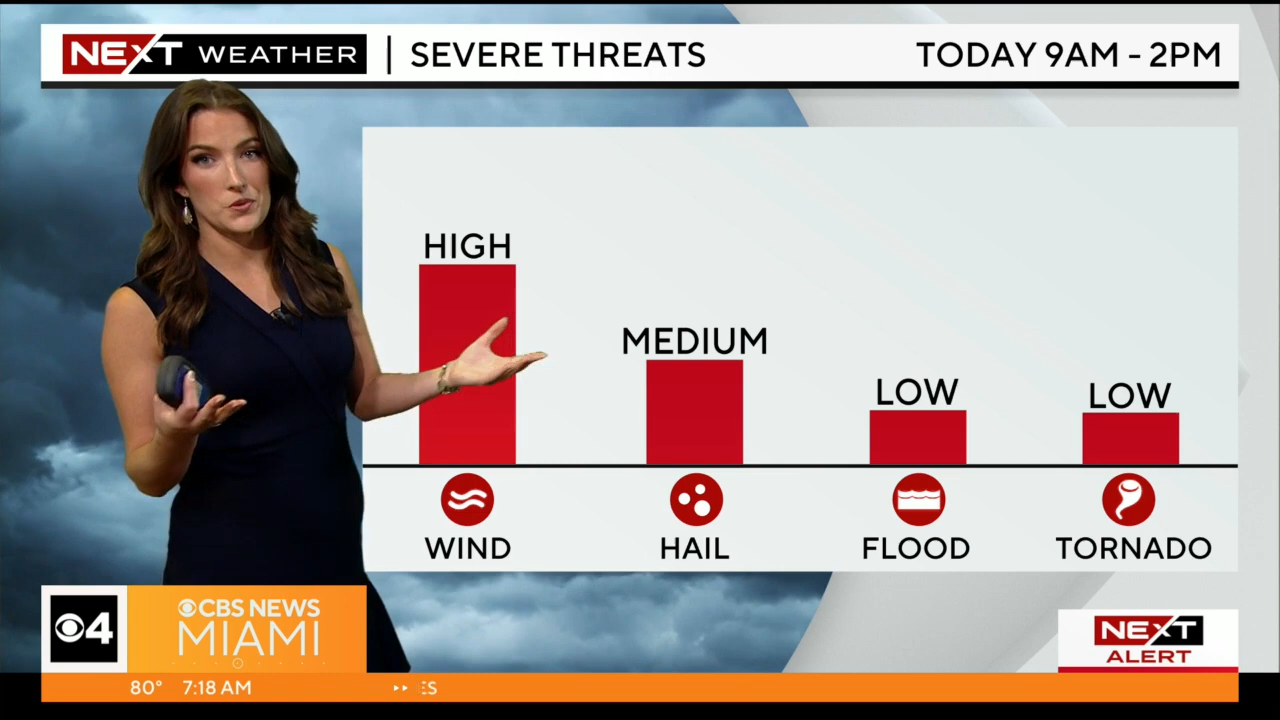 NEXT WEATHER | SEVERE THREATS TODAY 9AM - 2PM
HIGH
MEDIUM
LOW
LOW
WIND
HAIL
FLOOD
TORNADO
4
CBS NEWS
MIAMI
NEXT
ALERT
80° 7:18 AM